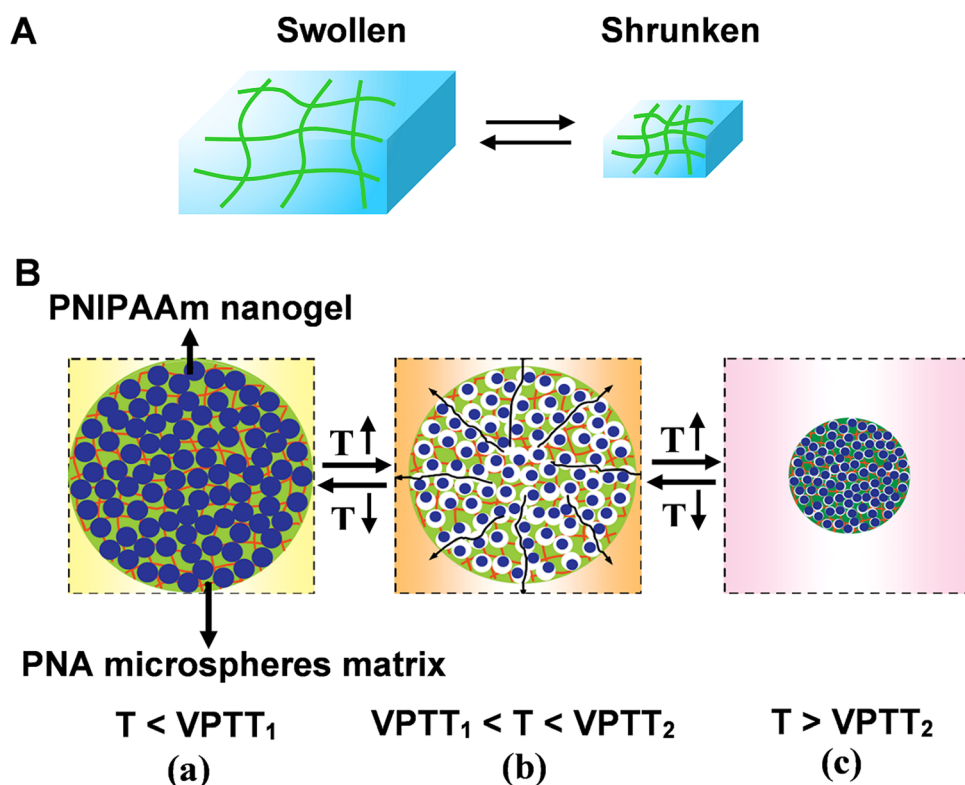 A
Swollen
Shrunken
B
PNIPAAm nanogel
T↑
T↓
T↑
T↓
PNA microspheres matrix
T < VPTT₁
VPTT₁ < T < VPTT₂
T > VPTT₂
(a)
(b)
(c)